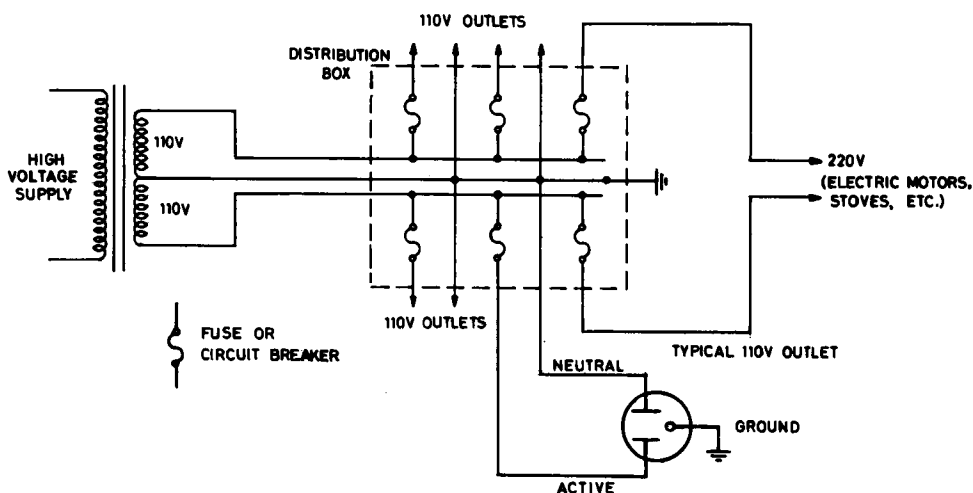 110V OUTLETS
DISTRIBUTION
BOX
110V
HIGH
VOLTAGE
SUPPLY
110V
220V
(ELECTRIC MOTORS,
STOVES, ETC.)
110V OUTLETS
FUSE OR
CIRCUIT BREAKER
TYPICAL 110V OUTLET
NEUTRAL
GROUND
ACTIVE